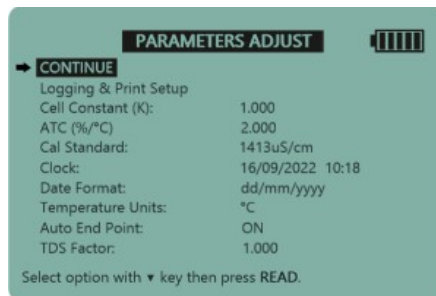 PARAMETERS ADJUST
CONTINUE
Logging & Print Setup
Cell Constant (K): 1.000
ATC (%/°C) 2.000
Cal Standard: 1413uS/cm
Clock: 16/09/2022 10:18
Date Format: dd/mm/yyyy
Temperature Units: °C
Auto End Point: ON
TDS Factor: 1.000
Select option with ▼ key then press READ.